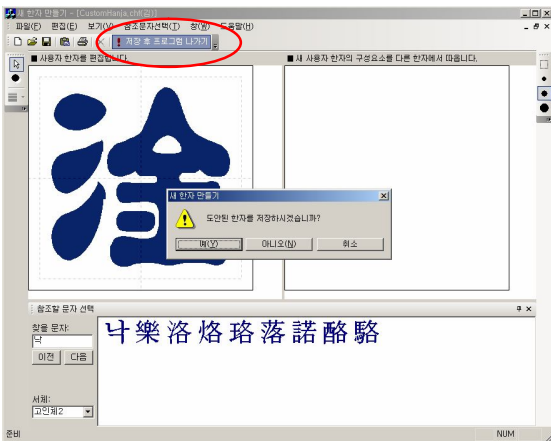 새 한자 만들기 - [CustomHanja.chf(감)]
파일(F) 편집(E) 보기(V) 참조문자선택(T) 창(W) 도움말(H)
저장 후 프로그램 나가기
■ 사용자 한자를 편집합니다.
■ 새 사용자 한자의 구성요소를 다른 한자에서 따옵니다.
새 한자 만들기
도안된 한자를 저장하시겠습니까?
예(Y) 아니오(N) 취소
참조할 문자 선택
찾을 문자:
낙
이전 다음
낙 樂 洛 烙 珞 落 諾 酪 駱
서체:
고인체2
준비
NUM